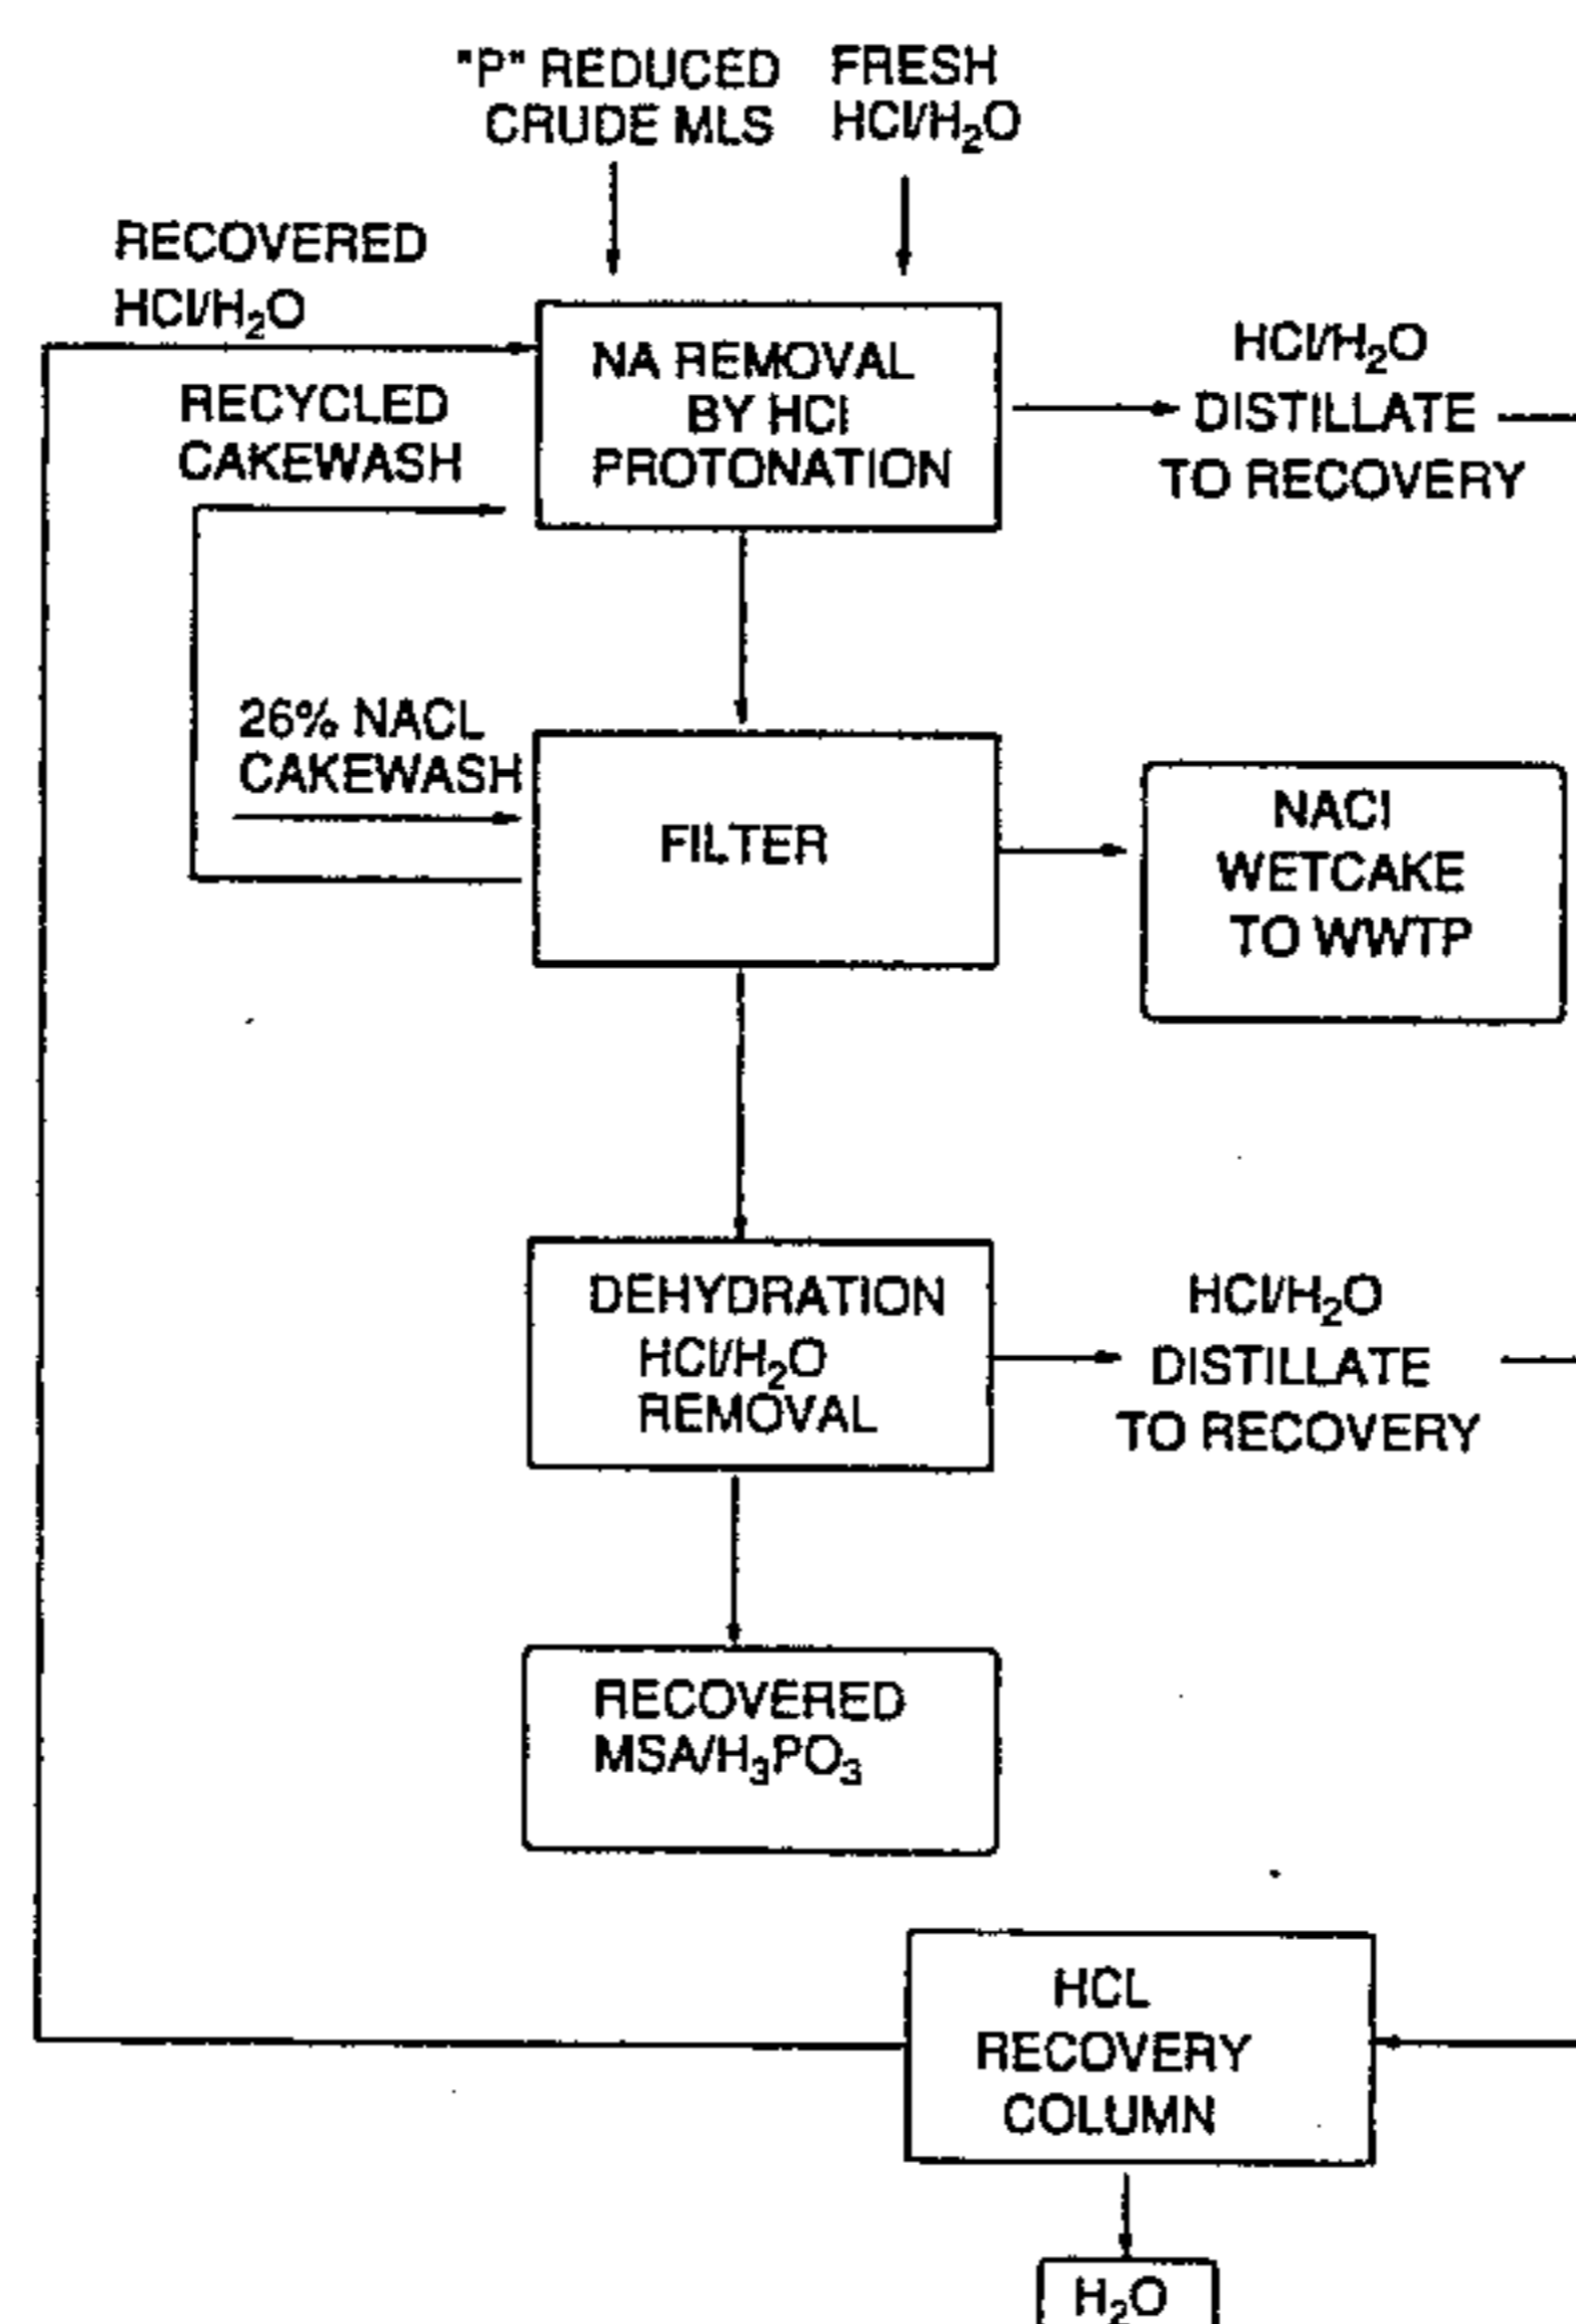 "P" REDUCED
CRUDE MLS
FRESH
HCl/H₂O
RECOVERED
HCl/H₂O
NA REMOVAL
BY HCl
PROTONATION
HCl/H₂O
DISTILLATE
TO RECOVERY
RECYCLED
CAKEWASH
26% NACL
CAKEWASH
FILTER
NACl
WETCAKE
TO WWTP
DEHYDRATION
HCl/H₂O
REMOVAL
HCl/H₂O
DISTILLATE
TO RECOVERY
RECOVERED
MSA/H₃PO₃
HCL
RECOVERY
COLUMN
H₂O